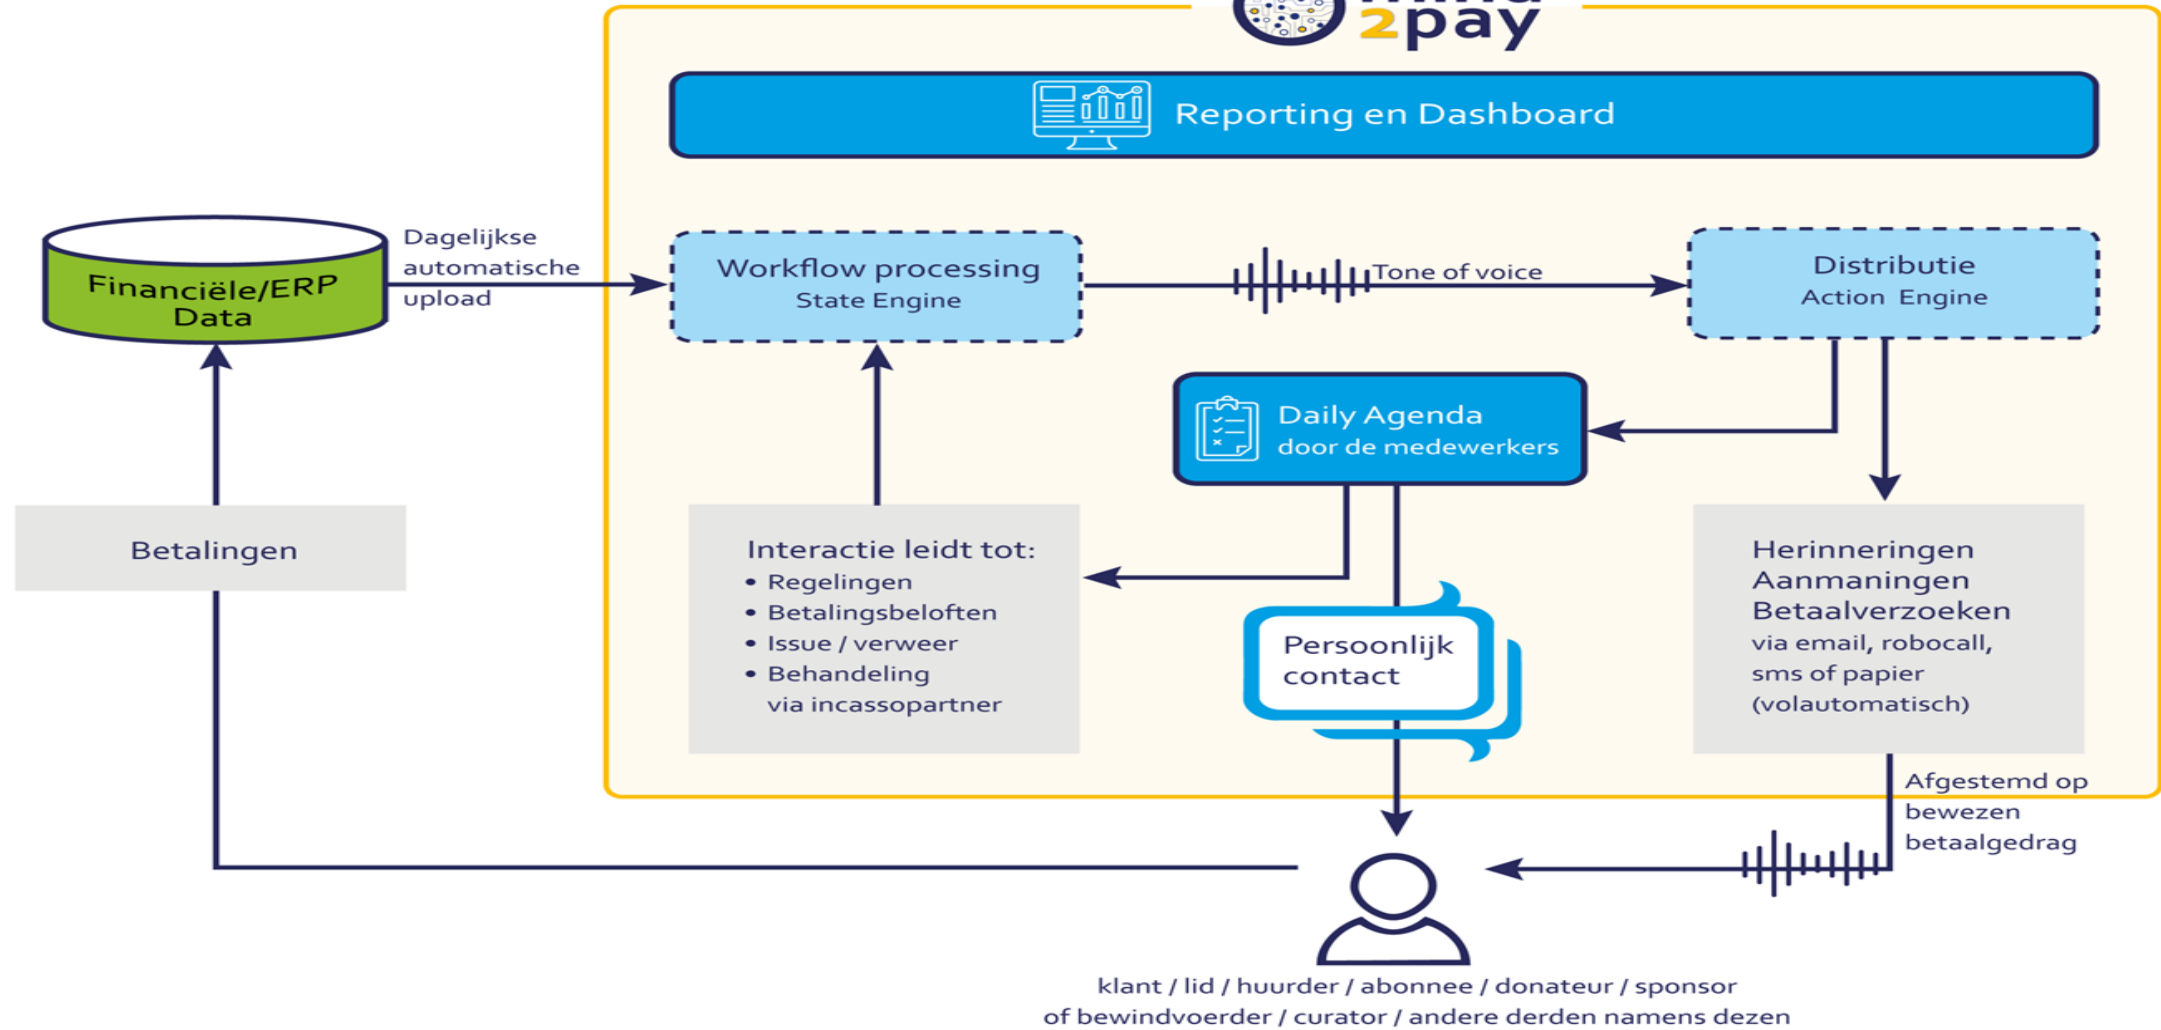 2pay
Reporting en Dashboard
Dagelijkse
automatische
upload
Financiële/ERP
Data
Workflow processing
State Engine
Tone of voice
Distributie
Action Engine
Daily Agenda
door de medewerkers
Betalingen
Interactie leidt tot:
• Regelingen
• Betalingsbeloften
• Issue / verweer
• Behandeling
via incassopartner
Persoonlijk
contact
Herinneringen
Aanmaningen
Betaalverzoeken
via email, robocall,
sms of papier
(volautomatisch)
Afgestemd op
bewezen
betaalgedrag
klant / lid / huurder / abonnee / donateur / sponsor
of bewindvoerder / curator / andere derden namens dezen